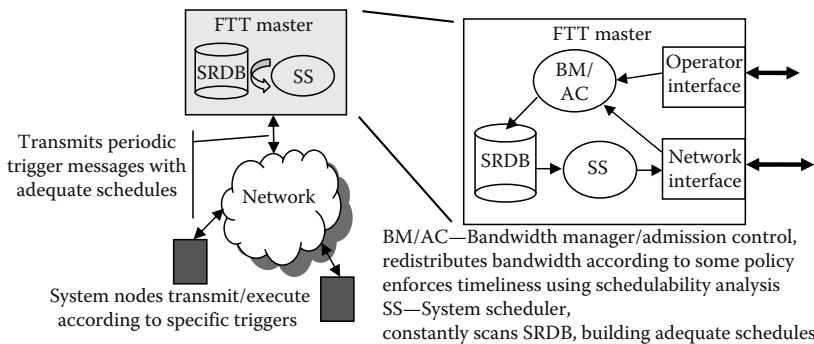 FTT master
SRDB
SS
Transmits periodic
trigger messages with
adequate schedules
Network
System nodes transmit/execute
according to specific triggers
FTT master
BM/
AC
Operator
interface
SRDB
SS
Network
interface
BM/AC—Bandwidth manager/admission control,
redistributes bandwidth according to some policy
enforces timeliness using schedulability analysis
SS—System scheduler,
constantly scans SRDB, building adequate schedules